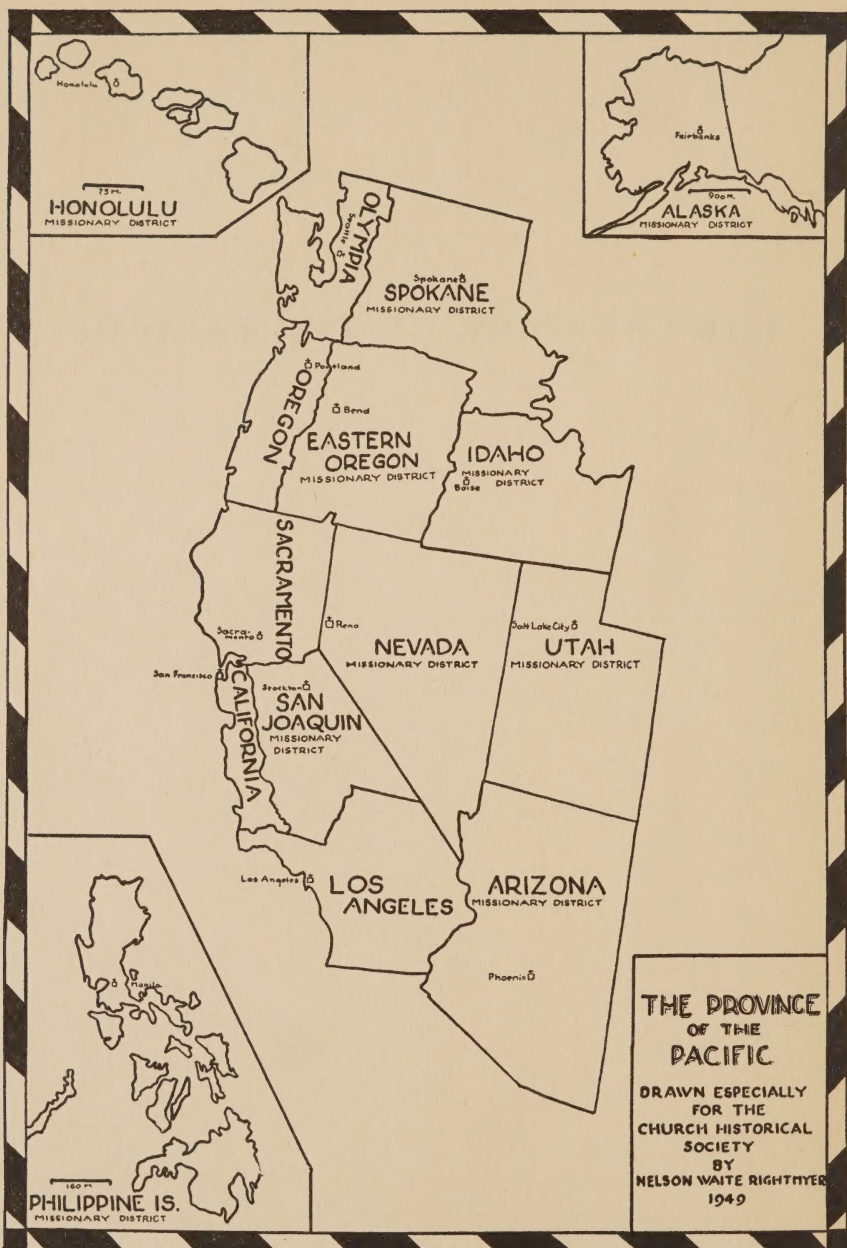 Honolulu
75 M.
HONOLULU
MISSIONARY DISTRICT
Fairbanks
900 M.
ALASKA
MISSIONARY DISTRICT
OLYMPIA
Seattle
Spokane
SPOKANE
MISSIONARY DISTRICT
Portland
OREGON
Bend
EASTERN
OREGON
MISSIONARY DISTRICT
IDAHO
MISSIONARY
DISTRICT
Boise
SACRAMENTO
Sacra-
mento
Reno
NEVADA
MISSIONARY DISTRICT
Salt Lake City
UTAH
MISSIONARY DISTRICT
San Francisco
CALIFORNIA
Stockton
SAN
JOAQUIN
MISSIONARY
DISTRICT
Los Angeles
LOS
ANGELES
ARIZONA
MISSIONARY DISTRICT
Phoenix
Manila
160 M
PHILIPPINE IS.
MISSIONARY DISTRICT
THE PROVINCE
OF THE
PACIFIC
DRAWN ESPECIALLY
FOR THE
CHURCH HISTORICAL
SOCIETY
BY
NELSON WAITE RIGHTMYER
1949